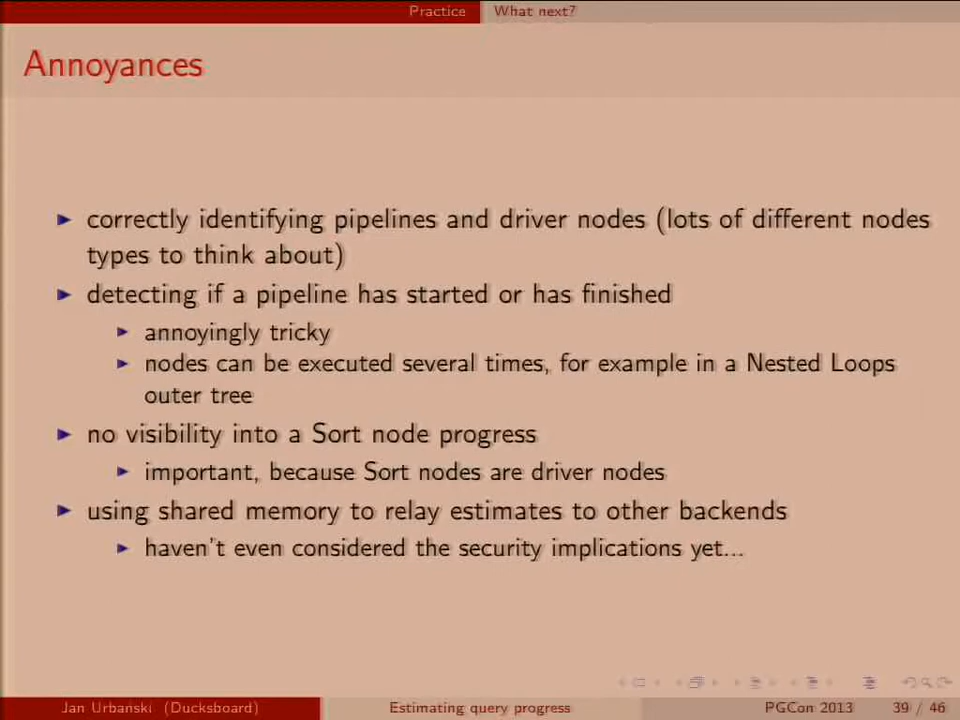 Practice What next?
Annoyances
correctly identifying pipelines and driver nodes (lots of different nodes
types to think about)
detecting if a pipeline has started or has finished
annoyingly tricky
nodes can be executed several times, for example in a Nested Loops
outer tree
no visibility into a Sort node progress
important, because Sort nodes are driver nodes
using shared memory to relay estimates to other backends
haven't even considered the security implications yet...
Jan Urbański (Ducksboard) Estimating query progress PGCon 2013 39 / 46